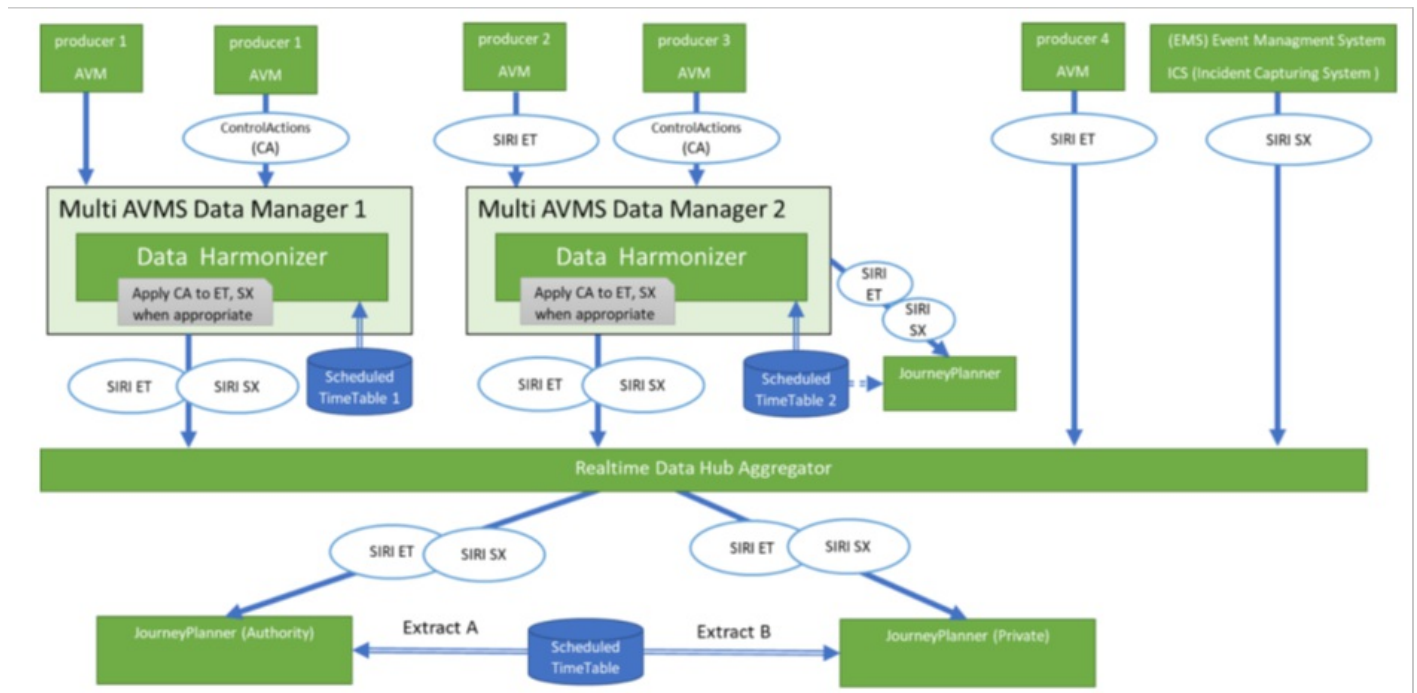 producer 1
AVM
producer 1
AVM
producer 2
AVM
producer 3
AVM
producer 4
AVM
(EMS) Event Managment System
ICS (Incident Capturing System )
ControlActions
(CA)
SIRI ET
ControlActions
(CA)
SIRI ET
SIRI SX
Multi AVMS Data Manager 1
Data Harmonizer
Apply CA to ET, SX
when appropriate
Multi AVMS Data Manager 2
Data Harmonizer
Apply CA to ET, SX
when appropriate
SIRI
ET
SIRI
SX
SIRI ET
SIRI SX
Scheduled
TimeTable 1
SIRI ET
SIRI SX
Scheduled
TimeTable 2
JourneyPlanner
Realtime Data Hub Aggregator
SIRI ET
SIRI SX
SIRI ET
SIRI SX
JourneyPlanner (Authority)
Extract A
Scheduled
TimeTable
Extract B
JourneyPlanner (Private)